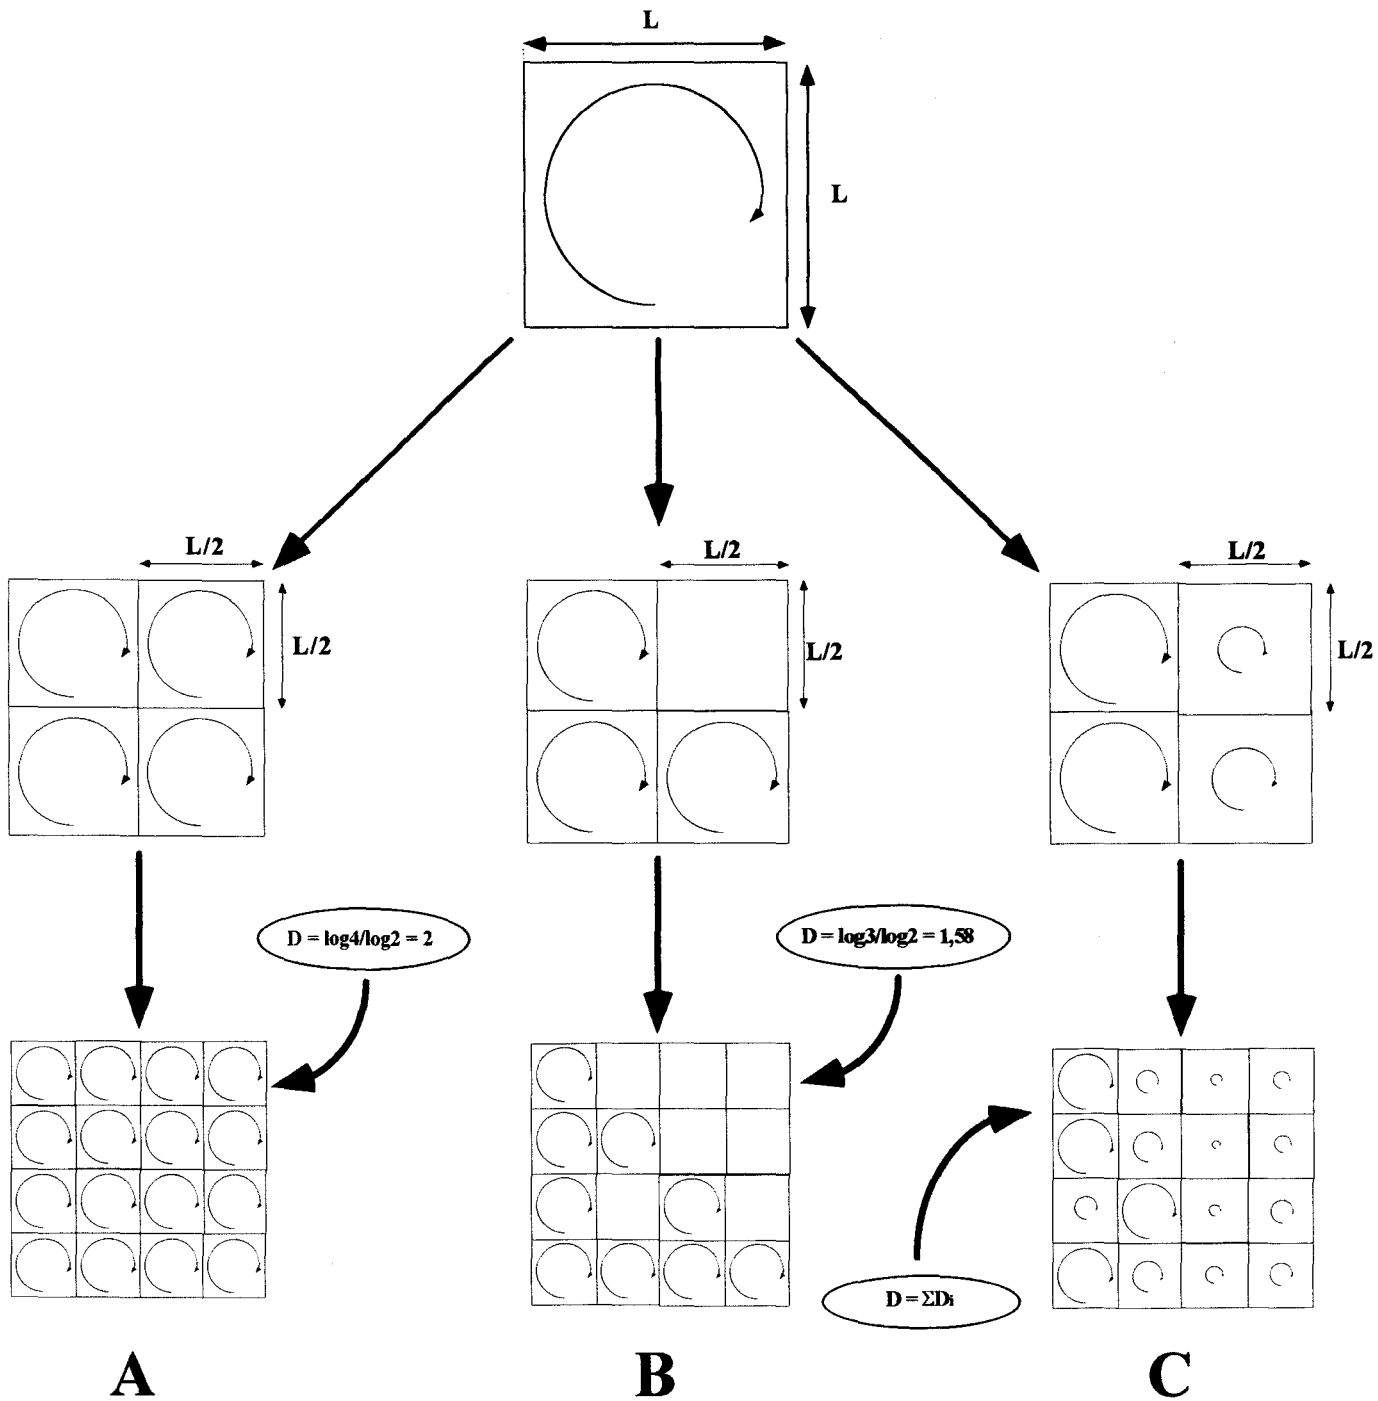 L
L
L/2
L/2
L/2
L/2
L/2
L/2
D = log4/log2 = 2
D = log3/log2 = 1,58
D = ΣDi
A
B
C